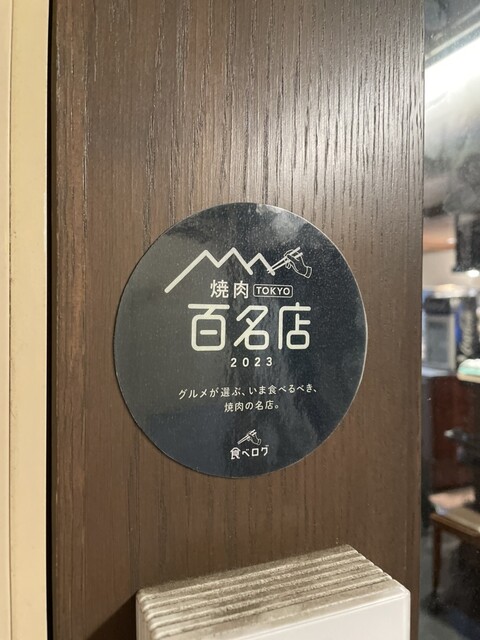 焼肉 TOKYO
百名店
2023
グルメが選ぶ、いま食べるべき、
焼肉の名店。
食べログ